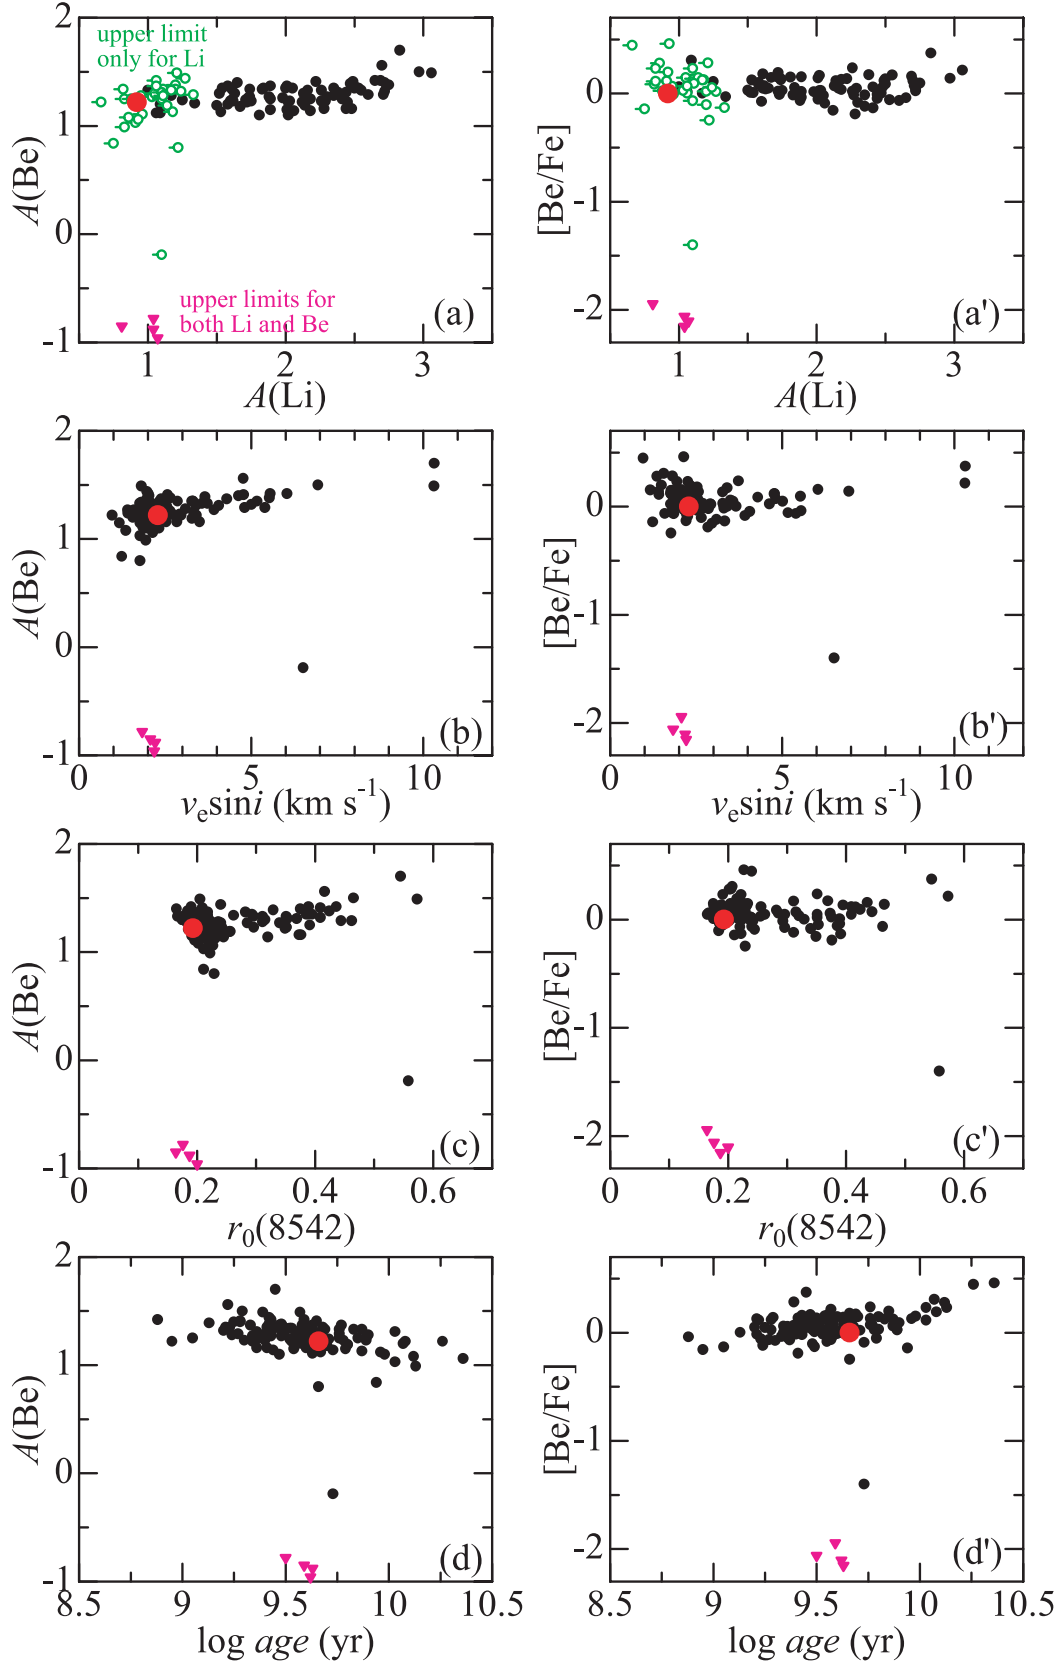 2
1
0
-1
A(Be)
upper limit
only for Li
upper limits for
both Li and Be
(a)
1
2
3
A(Li)
0
-1
-2
[Be/Fe]
(a')
1
2
3
A(Li)
2
1
0
-1
A(Be)
(b)
0
5
10
vₑsini (km s⁻¹)
0
-1
-2
[Be/Fe]
(b')
0
5
10
vₑsini (km s⁻¹)
2
1
0
-1
A(Be)
(c)
0
0.2
0.4
0.6
r₀(8542)
0
-1
-2
[Be/Fe]
(c')
0
0.2
0.4
0.6
r₀(8542)
2
1
0
-1
A(Be)
(d)
8.5
9
9.5
10
10.5
log age (yr)
0
-1
-2
[Be/Fe]
(d')
8.5
9
9.5
10
10.5
log age (yr)